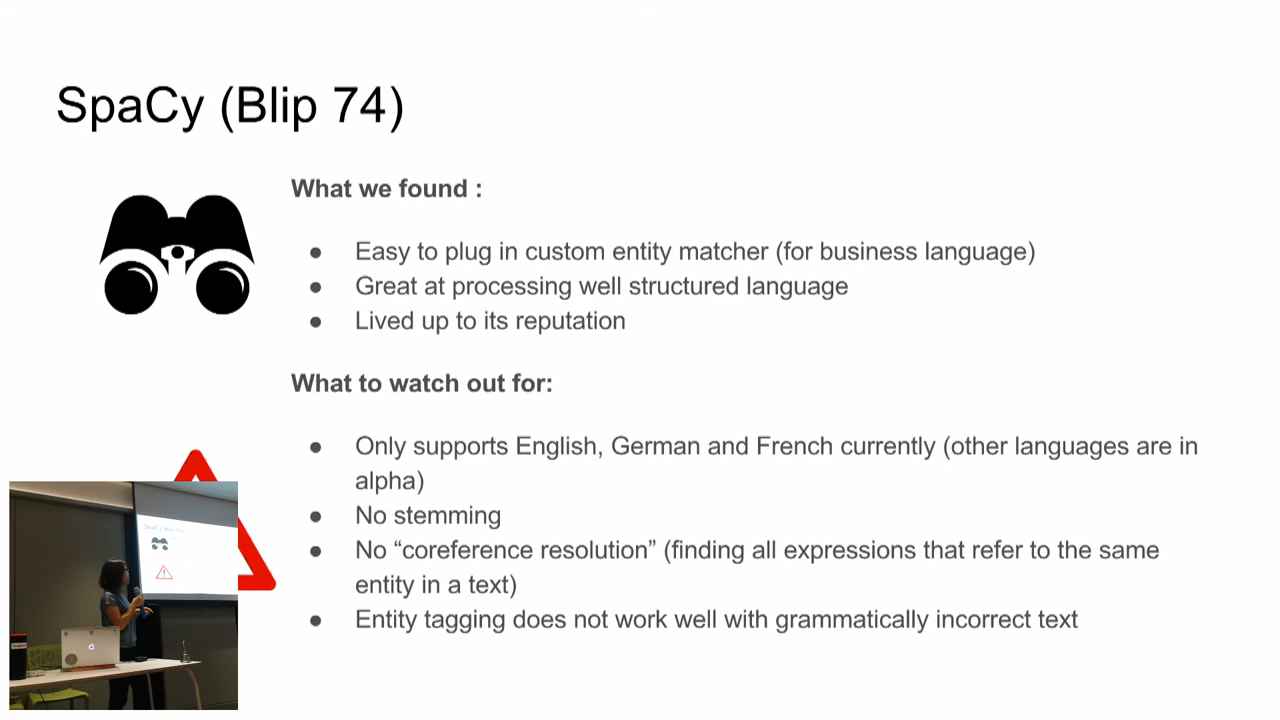 SpaCy (Blip 74)
What we found :
● Easy to plug in custom entity matcher (for business language)
● Great at processing well structured language
● Lived up to its reputation
What to watch out for:
● Only supports English, German and French currently (other languages are in
alpha)
● No stemming
● No “coreference resolution” (finding all expressions that refer to the same
entity in a text)
● Entity tagging does not work well with grammatically incorrect text